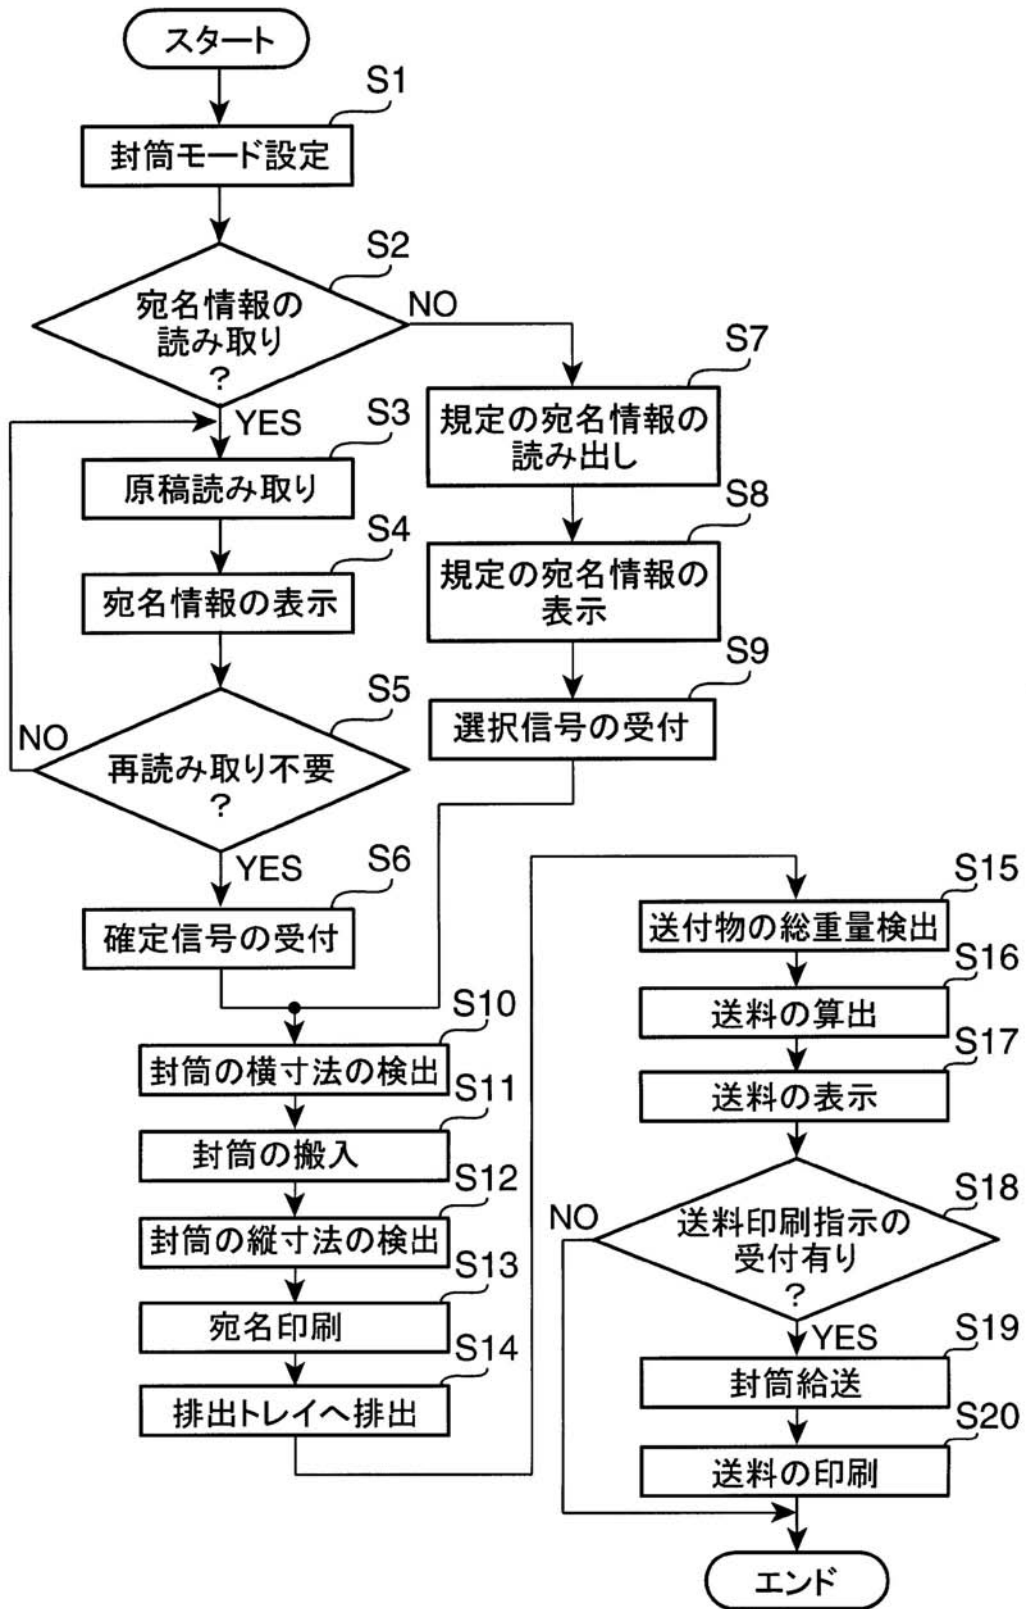 スタート
S1
封筒モード設定
S2
宛名情報の
読み取り
?
NO
YES
S3
原稿読み取り
S4
宛名情報の表示
S5
再読み取り不要
?
NO
YES
S6
確定信号の受付
S7
規定の宛名情報の
読み出し
S8
規定の宛名情報の
表示
S9
選択信号の受付
S10
封筒の横寸法の検出
S11
封筒の搬入
S12
封筒の縦寸法の検出
S13
宛名印刷
S14
排出トレイへ排出
S15
送付物の総重量検出
S16
送料の算出
S17
送料の表示
S18
送料印刷指示の
受付有り
?
NO
YES
S19
封筒給送
S20
送料の印刷
エンド